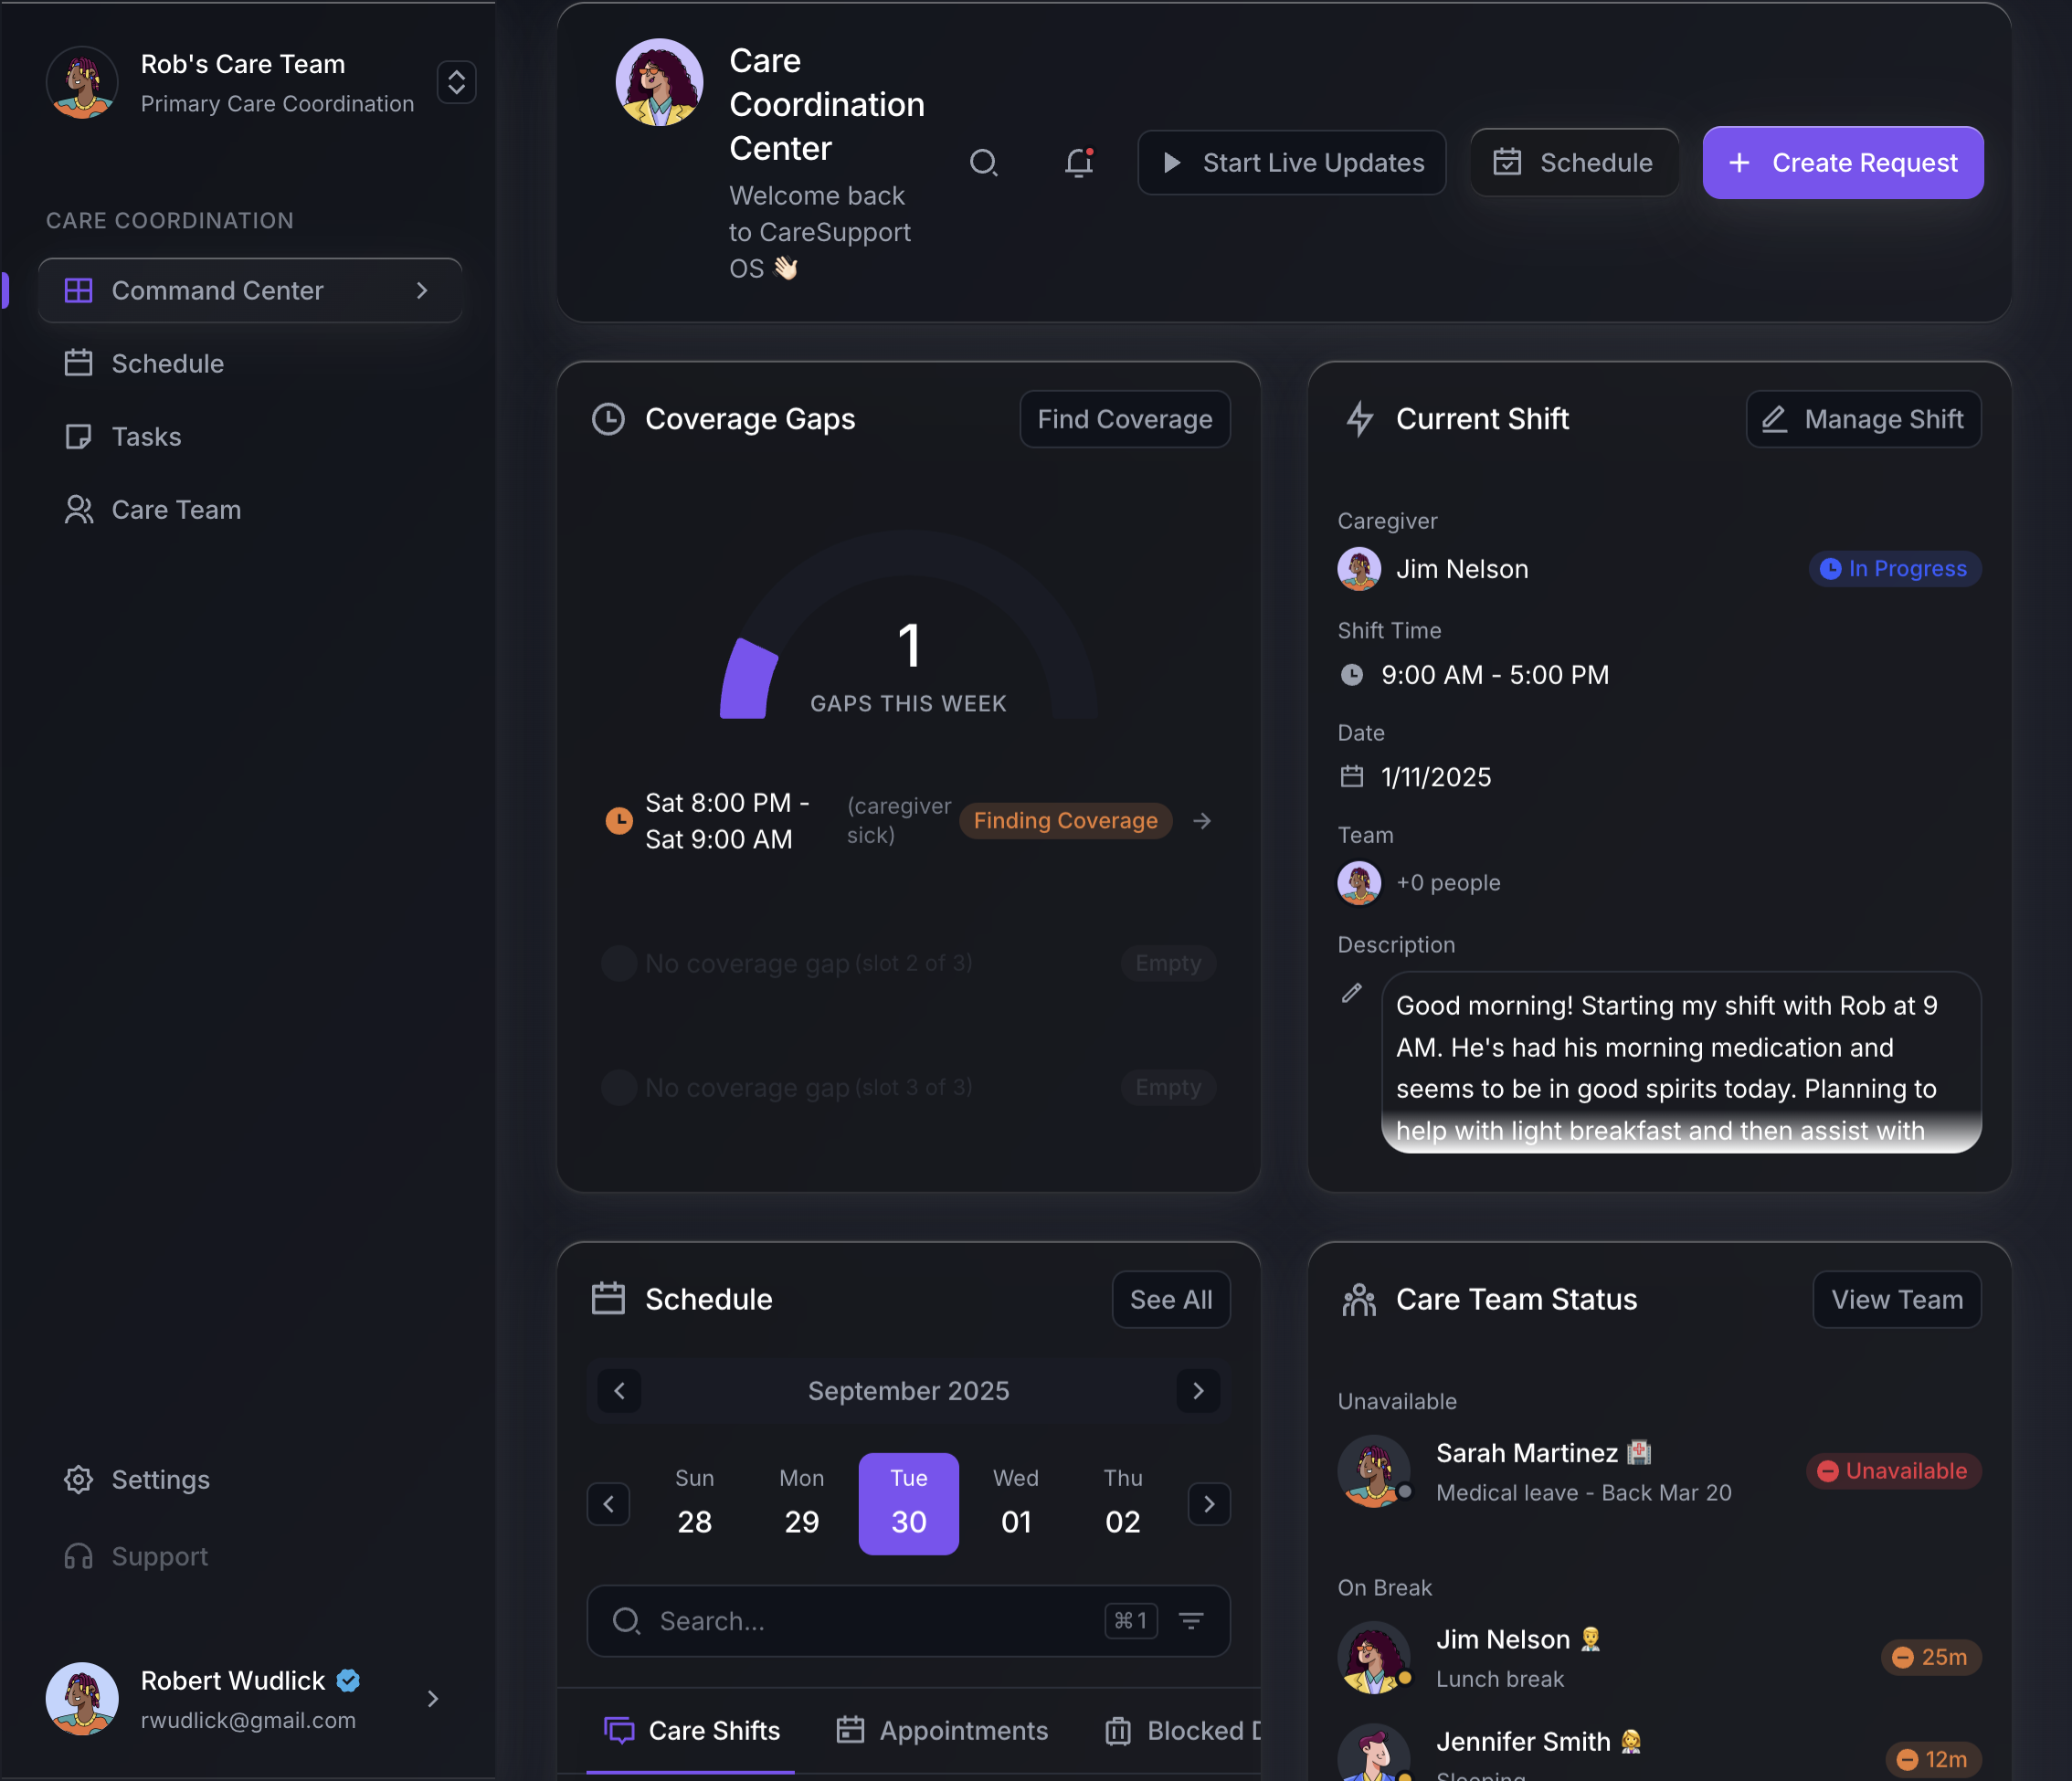 Rob's Care Team
Primary Care Coordination
CARE COORDINATION
Command Center
Schedule
Tasks
Care Team
Settings
Support
Robert Wudlick
rwudlick@gmail.com
Care
Coordination
Center
Welcome back
to CareSupport
OS 👋🏻
Start Live Updates
Schedule
Create Request
Coverage Gaps
Find Coverage
1
GAPS THIS WEEK
Sat 8:00 PM -
Sat 9:00 AM
(caregiver
sick)
Finding Coverage
No coverage gap (slot 2 of 3)
Empty
No coverage gap (slot 3 of 3)
Empty
Current Shift
Manage Shift
Caregiver
Jim Nelson
In Progress
Shift Time
9:00 AM - 5:00 PM
Date
1/11/2025
Team
+0 people
Description
Good morning! Starting my shift with Rob at 9
AM. He's had his morning medication and
seems to be in good spirits today. Planning to
help with light breakfast and then assist with
Schedule
See All
September 2025
Sun Mon Tue Wed Thu
28 29 30 01 02
Search...
⌘1
Care Shifts
Appointments
Blocked
Care Team Status
View Team
Unavailable
Sarah Martinez 🏥
Unavailable
Medical leave - Back Mar 20
On Break
Jim Nelson 👨‍⚕️
25m
Lunch break
Jennifer Smith 👩‍⚕️
12m
Sleeping